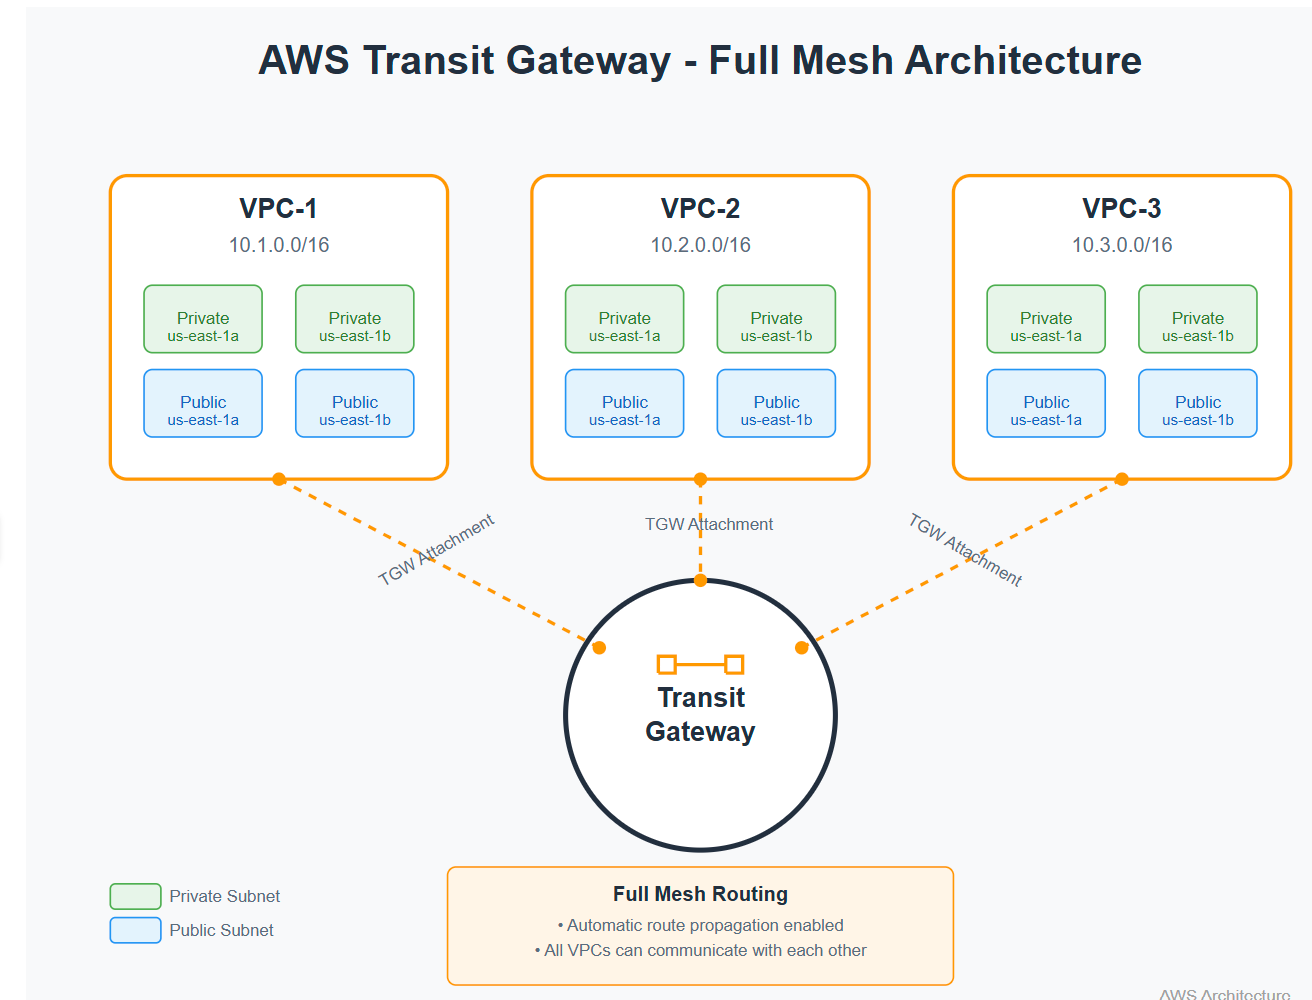 AWS Transit Gateway - Full Mesh Architecture
VPC-1
10.1.0.0/16
Private
us-east-1a
Private
us-east-1b
Public
us-east-1a
Public
us-east-1b
VPC-2
10.2.0.0/16
Private
us-east-1a
Private
us-east-1b
Public
us-east-1a
Public
us-east-1b
VPC-3
10.3.0.0/16
Private
us-east-1a
Private
us-east-1b
Public
us-east-1a
Public
us-east-1b
TGW Attachment
TGW Attachment
TGW Attachment
Transit
Gateway
Private Subnet
Public Subnet
Full Mesh Routing
• Automatic route propagation enabled
• All VPCs can communicate with each other
AWS Architecture